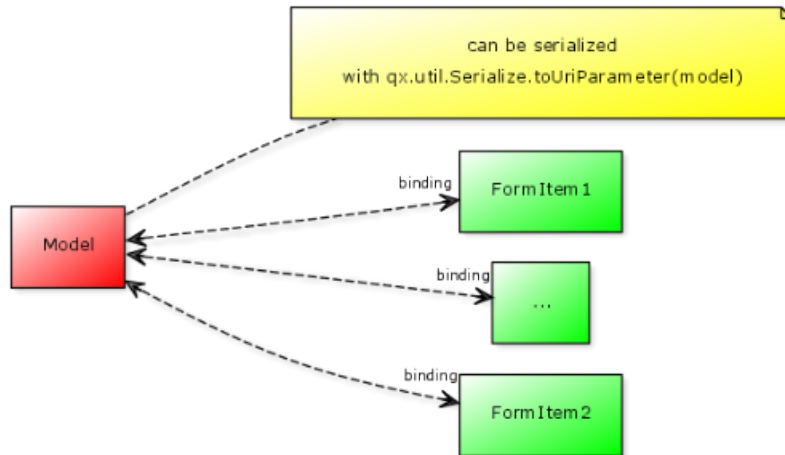 can be serialized
with qx.util.Serialize.toUriParameter(model)
binding
FormItem1
Model
binding
...
binding
FormItem2